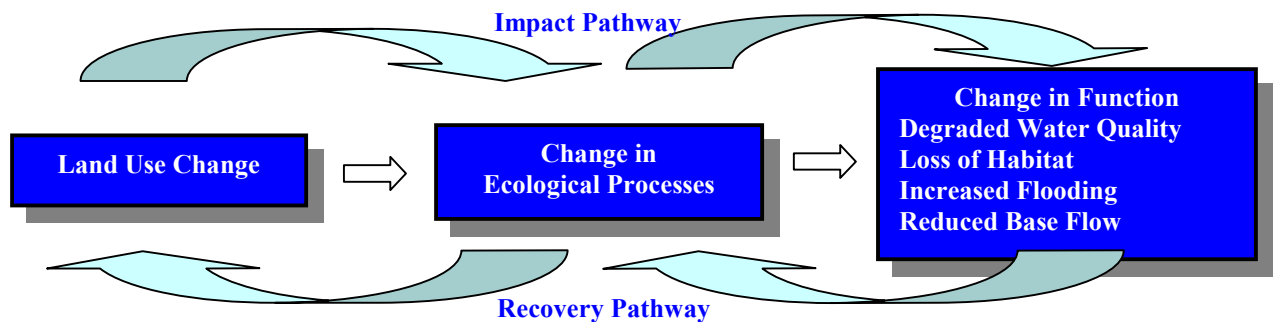 Impact Pathway
Land Use Change
Change in
Ecological Processes
Change in Function
Degraded Water Quality
Loss of Habitat
Increased Flooding
Reduced Base Flow
Recovery Pathway